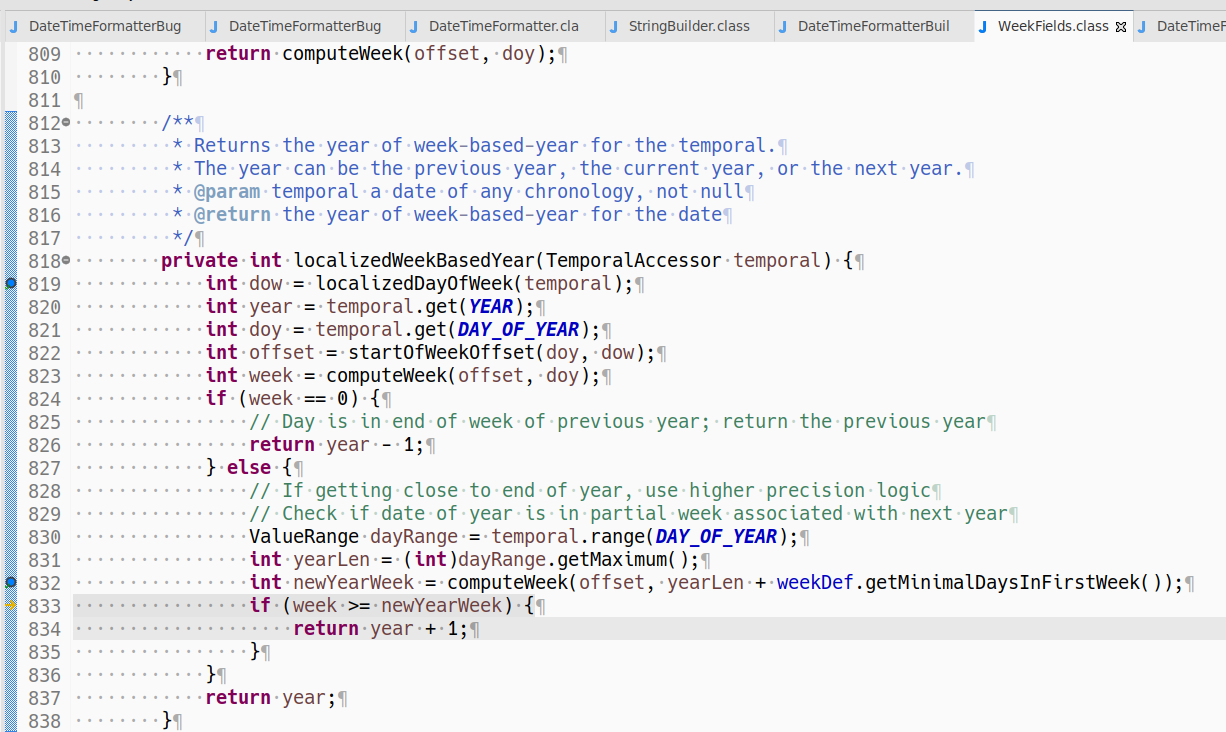 DateTimeFormatterBug DateTimeFormatterBug DateTimeFormatter.cla StringBuilder.class DateTimeFormatterBuil WeekFields.class DateTimeF
809 return computeWeek(offset, doy);¶
810 }¶
811 ¶
812 /**¶
813 * Returns the year of week-based-year for the temporal.¶
814 * The year can be the previous year, the current year, or the next year.¶
815 * @param temporal a date of any chronology, not null¶
816 * @return the year of week-based-year for the date¶
817 */¶
818 private int localizedWeekBasedYear(TemporalAccessor temporal) {¶
819 int dow = localizedDayOfWeek(temporal);¶
820 int year = temporal.get(YEAR);¶
821 int doy = temporal.get(DAY_OF_YEAR);¶
822 int offset = startOfWeekOffset(doy, dow);¶
823 int week = computeWeek(offset, doy);¶
824 if (week == 0) {¶
825 // Day is in end of week of previous year; return the previous year¶
826 return year - 1;¶
827 } else {¶
828 // If getting close to end of year, use higher precision logic¶
829 // Check if date of year is in partial week associated with next year¶
830 ValueRange dayRange = temporal.range(DAY_OF_YEAR);¶
831 int yearLen = (int)dayRange.getMaximum();¶
832 int newYearWeek = computeWeek(offset, yearLen + weekDef.getMinimalDaysInFirstWeek());¶
833 if (week >= newYearWeek) {¶
834 return year + 1;¶
835 }¶
836 }¶
837 return year;¶
838 }¶